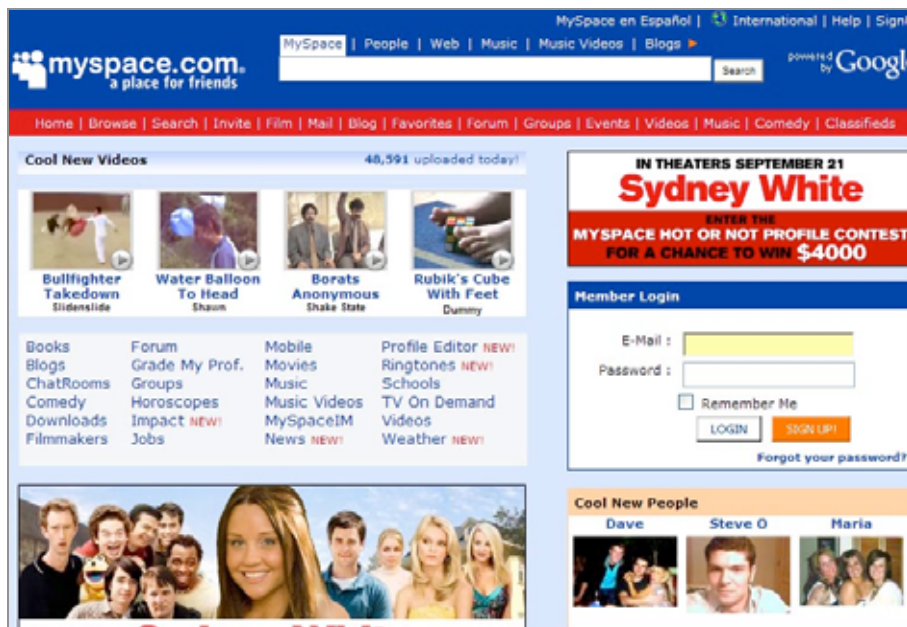 MySpace en Español | International | Help |
MySpace | People | Web | Music | Music Videos | Blogs
myspace.com
a place for friends
Search
powered by Google
Home | Browse | Search | Invite | Film | Mail | Blog | Favorites | Forum | Groups | Events | Videos | Music | Comedy | Classifieds
Cool New Videos
48,591 uploaded today!
Bullfighter Takedown
Slidenslide
Water Balloon To Head
Shaun
Borats Anonymous
Shake State
Rubik's Cube With Feet
Dummy
Books
Blogs
ChatRooms
Comedy
Downloads
Filmmakers
Forum
Grade My Prof.
Groups
Horoscopes
Impact NEW!
Jobs
Mobile
Movies
Music
Music Videos
MySpaceIM
News NEW!
Profile Editor NEW!
Ringtones NEW!
Schools
TV On Demand
Videos
Weather NEW!
IN THEATERS SEPTEMBER 21
Sydney White
ENTER THE
MYSPACE HOT OR NOT PROFILE CONTEST
FOR A CHANCE TO WIN $4000
Member Login
E-Mail :
Password :
Remember Me
LOGIN
SIGN UP!
Forgot your password?
Cool New People
Dave
Steve O
Maria